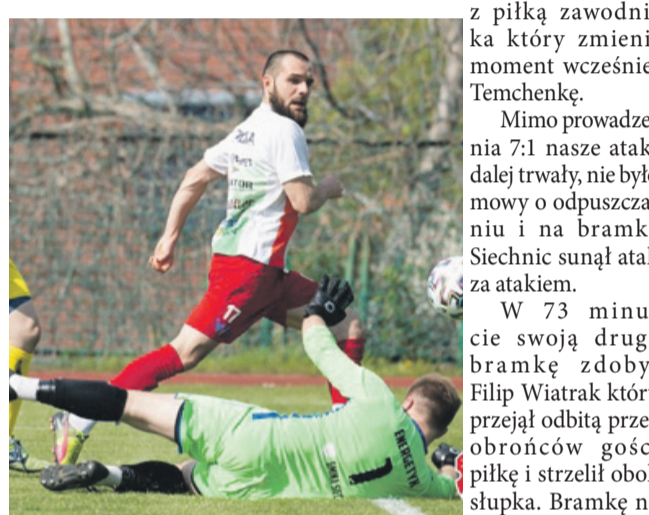 z piłką zawodni
ka który zmieni
moment wcześnie
Temchenkę.
Mimo prowadze
nia 7:1 nasze atak
dalej trwały, nie był
mowy o odpuszcza
niu i na bramk
Siechnic sunął atak
za atakiem.
W 73 minu
cie swoją drug
bramkę zdoby
Filip Wiatrak któr
przejął odbitą prze
obrońców gośc
piłkę i strzelił obok
słupka. Bramkę n
17
ENERGETYK
1